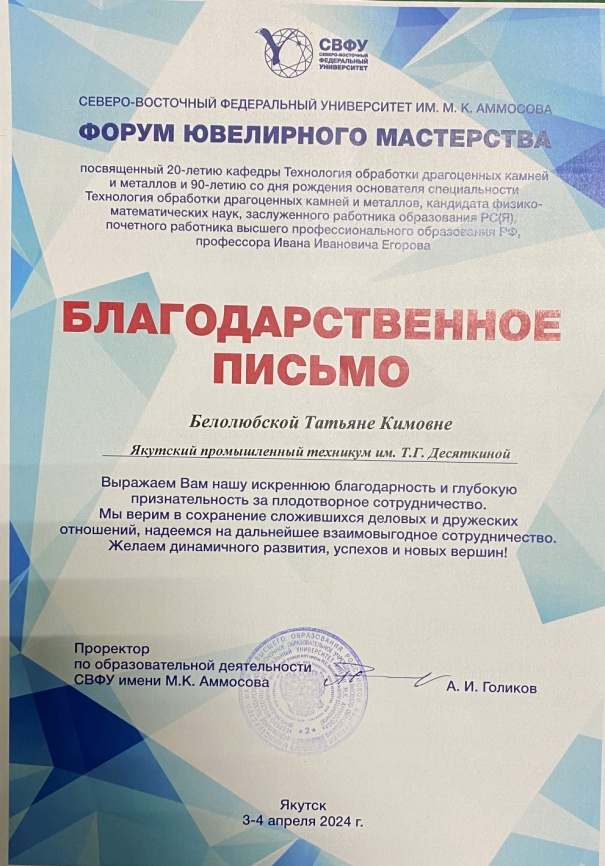 СВФУ
СЕВЕРО-ВОСТОЧНЫЙ
ФЕДЕРАЛЬНЫЙ
УНИВЕРСИТЕТ
СЕВЕРО-ВОСТОЧНЫЙ ФЕДЕРАЛЬНЫЙ УНИВЕРСИТЕТ ИМ. М. К. АММОСОВА
ФОРУМ ЮВЕЛИРНОГО МАСТЕРСТВА
посвященный 20-летию кафедры Технология обработки драгоценных камней
и металлов и 90-летию со дня рождения основателя специальности
Технология обработки драгоценных камней и металлов, кандидата физико-
математических наук, заслуженного работника образования РС(Я),
почетного работника высшего профессионального образования РФ,
профессора Ивана Ивановича Егорова
БЛАГОДАРСТВЕННОЕ
ПИСЬМО
Белолюбской Татьяне Кимовне
Якутский промышленный техникум им. Т.Г. Десяткиной
Выражаем Вам нашу искреннюю благодарность и глубокую
признательность за плодотворное сотрудничество.
Мы верим в сохранение сложившихся деловых и дружеских
отношений, надеемся на дальнейшее взаимовыгодное сотрудничество.
Желаем динамичного развития, успехов и новых вершин!
Проректор
по образовательной деятельности
СВФУ имени М.К. Аммосова
А. И. Голиков
Якутск
3-4 апреля 2024 г.